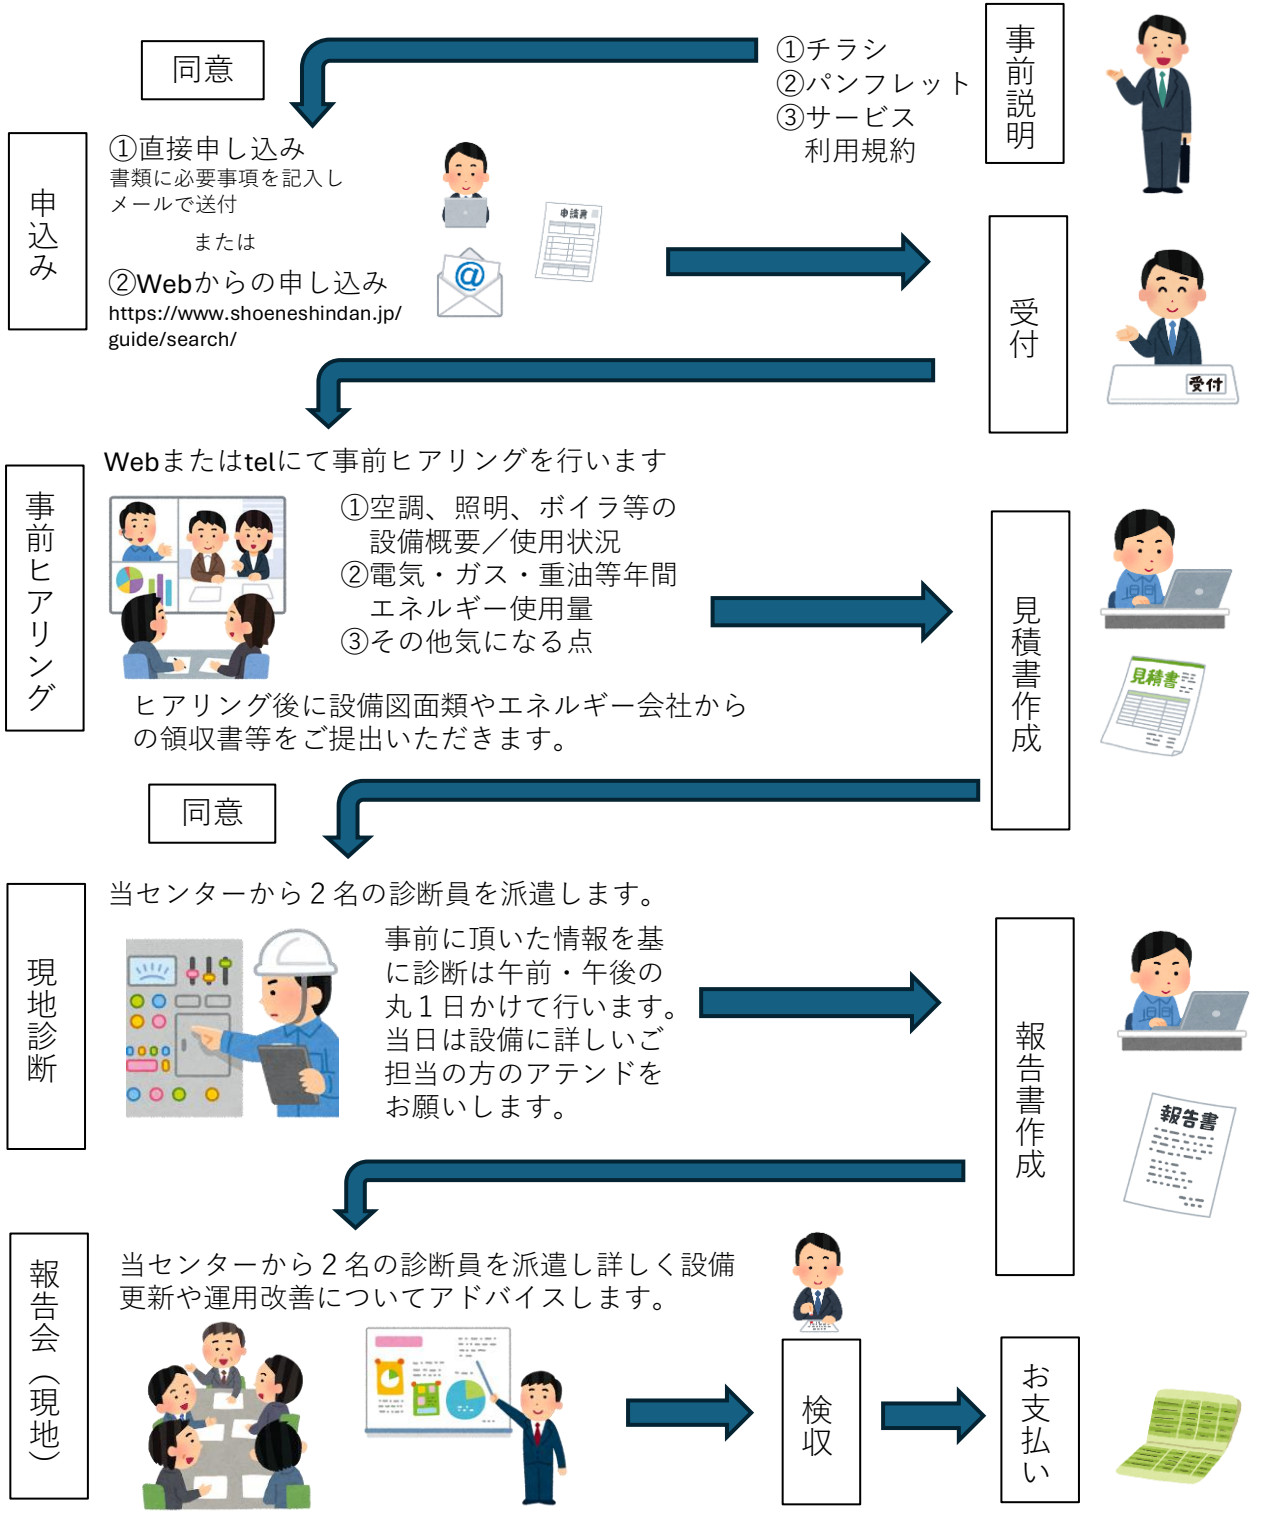 事前説明
①チラシ
②パンフレット
③サービス
利用規約
同意
申込み
①直接申し込み
書類に必要事項を記入し
メールで送付
または
②Webからの申し込み
https://www.shoeneshindan.jp/
guide/search/
申請書
@
受付
受付
事前ヒアリング
Webまたはtelにて事前ヒアリングを行います
①空調、照明、ボイラ等の
設備概要／使用状況
②電気・ガス・重油等年間
エネルギー使用量
③その他気になる点
ヒアリング後に設備図面類やエネルギー会社から
の領収書等をご提出いただきます。
見積書作成
見積書
同意
現地診断
当センターから２名の診断員を派遣します。
事前に頂いた情報を基
に診断は午前・午後の
丸１日かけて行います。
当日は設備に詳しいご
担当の方のアテンドを
お願いします。
報告書作成
報告書
報告会（現地）
当センターから２名の診断員を派遣し詳しく設備
更新や運用改善についてアドバイスします。
検収
お支払い